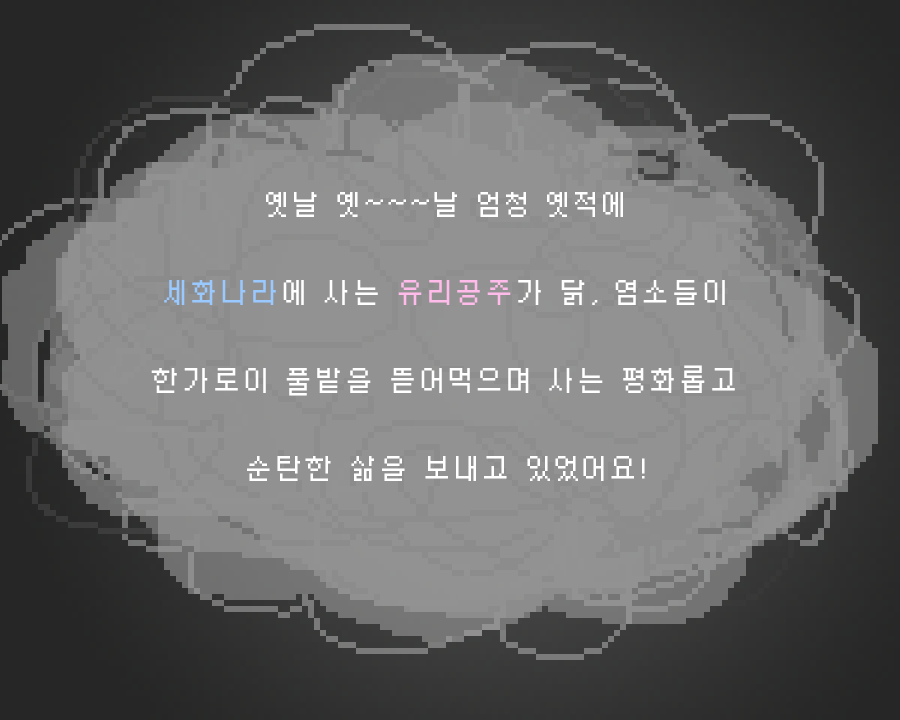 옛날 옛~~~날 엄청 옛적에
세화나라에 사는 유리공주가 닭, 염소들이
한가로이 풀밭을 뜯어먹으며 사는 평화롭고
순탄한 삶을 보내고 있었어요!